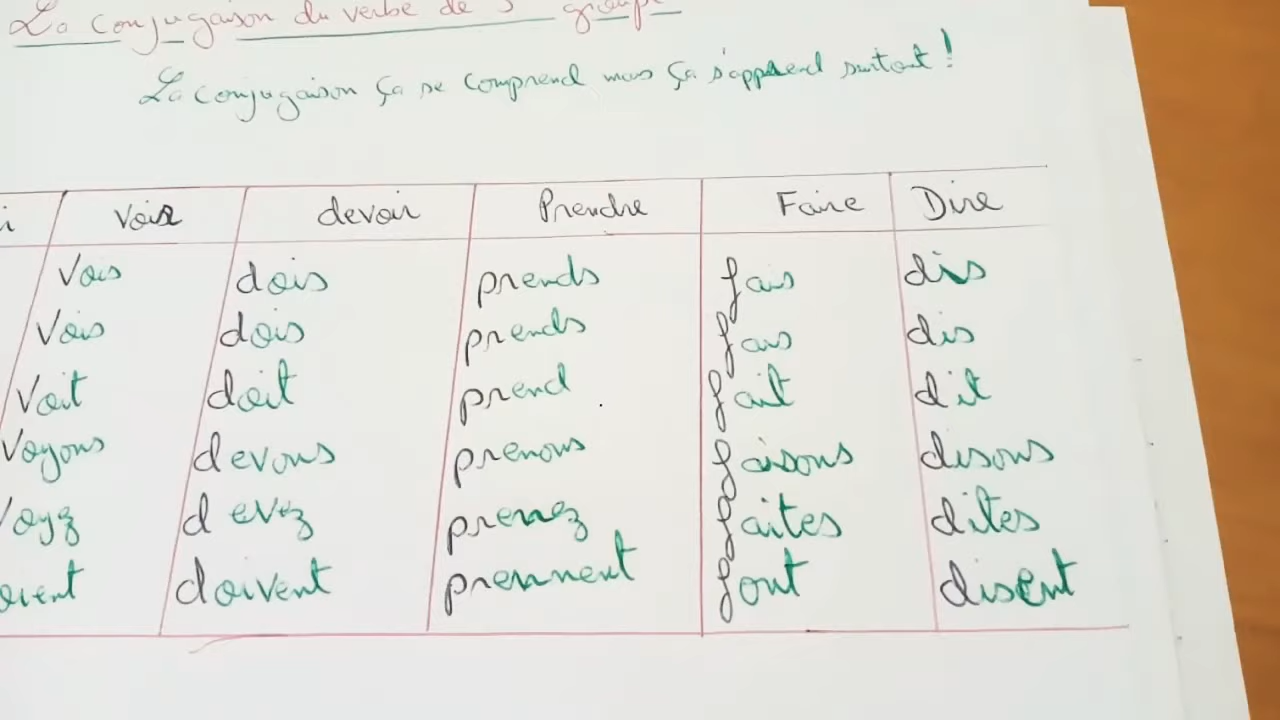 La conjugaison du verbe de 3 groupe
La conjugaison ça se comprend mais ça s'apprend surtout !
Voir devoir Prendre Faire Dire
Vois dois prends fais dis
Vois dois prends fais dis
Voit doit prend fait dit
Voyons devons prenons faisons disons
Voyz devez prenez faites dites
doivent prennent font disent